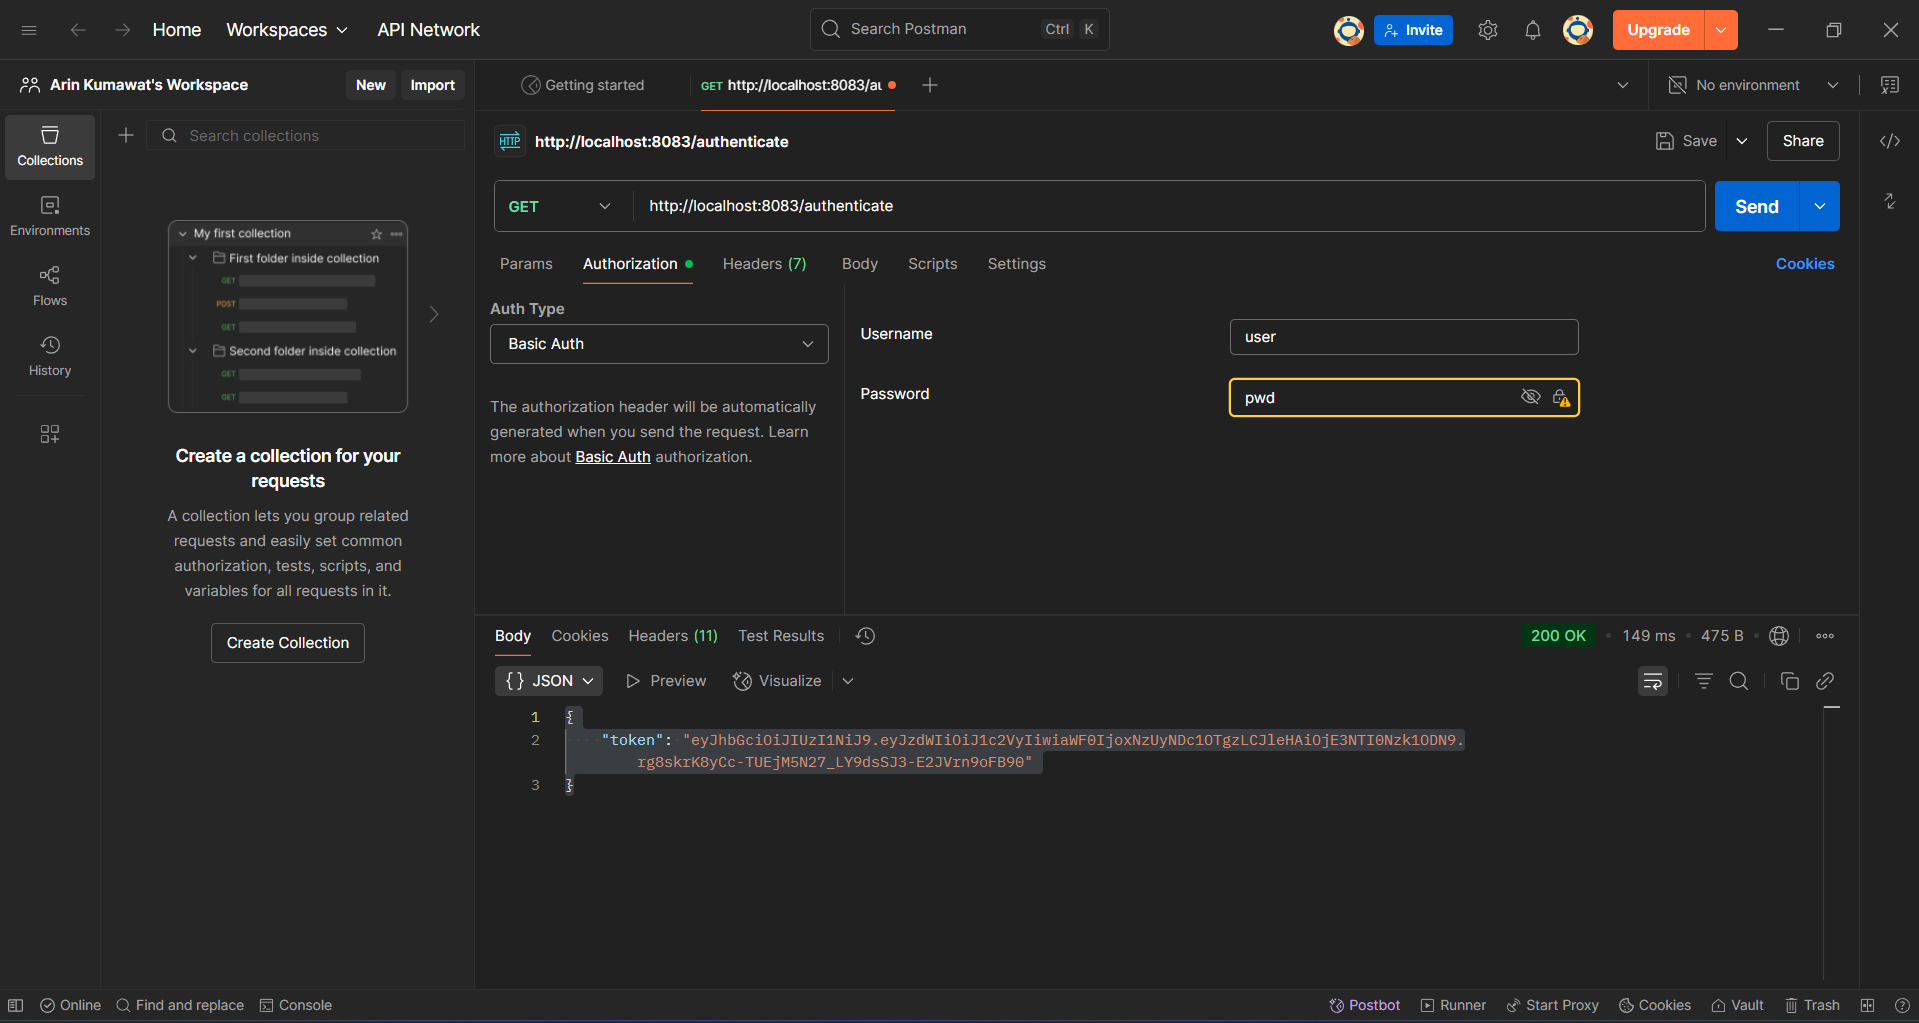 Home
Workspaces
API Network
Search Postman
Ctrl K
Invite
Upgrade
Arin Kumawat's Workspace
New
Import
Getting started
GET http://localhost:8083/au
No environment
Collections
Environments
Flows
History
Search collections
My first collection
First folder inside collection
GET
POST
GET
Second folder inside collection
GET
GET
Create a collection for your
requests
A collection lets you group related
requests and easily set common
authorization, tests, scripts, and
variables for all requests in it.
Create Collection
HTTP http://localhost:8083/authenticate
Save
Share
GET
http://localhost:8083/authenticate
Send
Params
Authorization
Headers (7)
Body
Scripts
Settings
Cookies
Auth Type
Basic Auth
The authorization header will be automatically
generated when you send the request. Learn
more about Basic Auth authorization.
Username
user
Password
pwd
Body
Cookies
Headers (11)
Test Results
200 OK
149 ms
475 B
{} JSON
Preview
Visualize
1 {
2 "token": "eyJhbGciOiJIUzI1NiJ9.eyJzdWIiOiJ1c2VyIiwiaWF0IjoxNzUyNDc1OTgzLCJleHAiOjE3NTI0Nzk1ODN9.
rg8skrK8yCc-TUEjM5N27_LY9dsSJ3-E2JVrn9oFB90"
3 }
Online
Find and replace
Console
Postbot
Runner
Start Proxy
Cookies
Vault
Trash